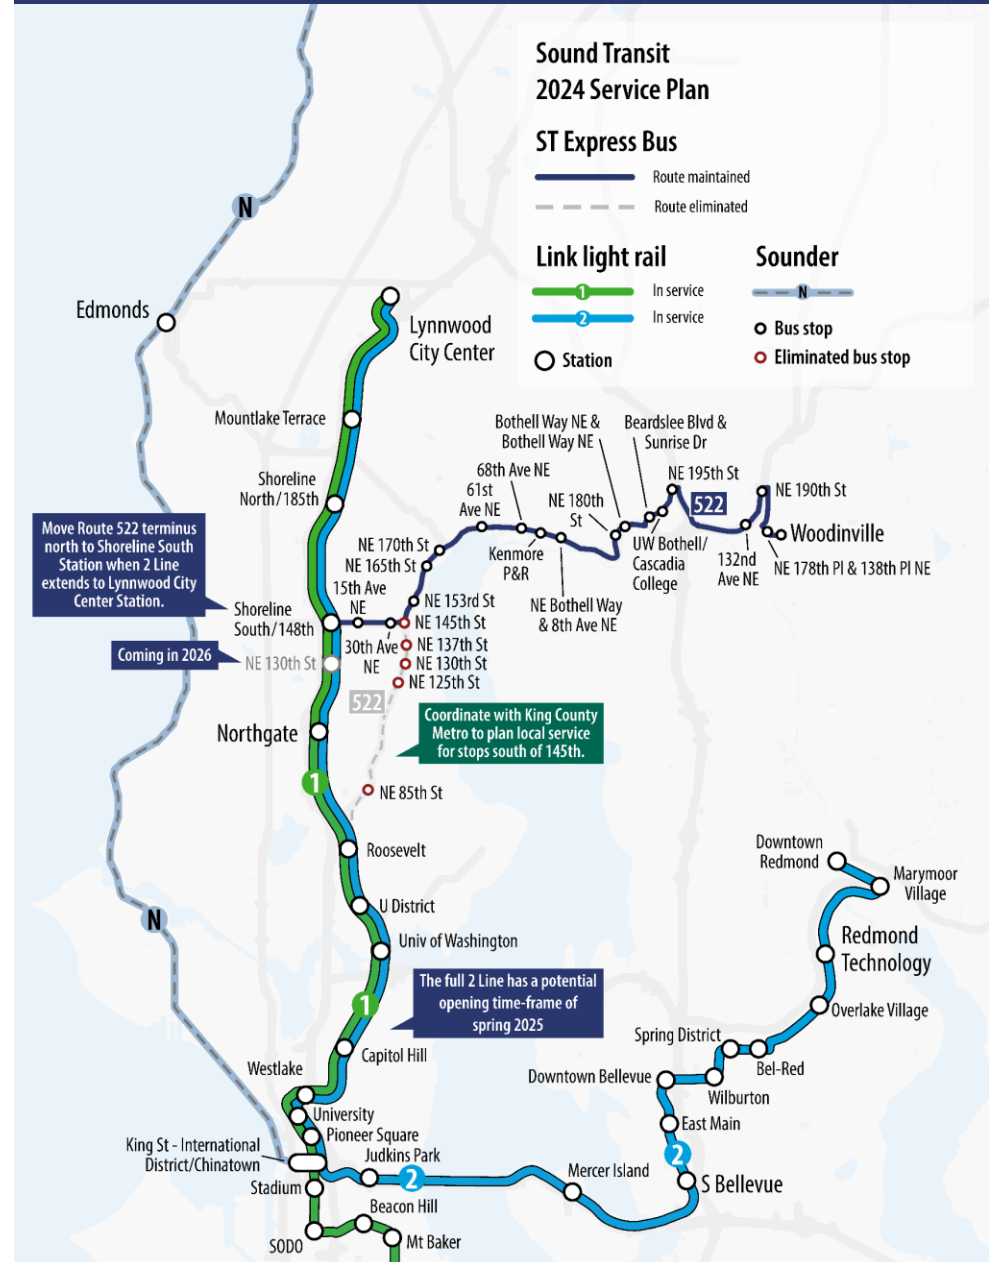 Sound Transit
2024 Service Plan
ST Express Bus
Route maintained
Route eliminated
Link light rail
1
In service
2
In service
Station
Sounder
N
Bus stop
Eliminated bus stop
N
Edmonds
Lynnwood
City Center
Mountlake Terrace
Shoreline
North/185th
Bothell Way NE &
Bothell Way NE
Beardslee Blvd &
Sunrise Dr
68th Ave NE
61st
Ave NE
NE 180th
St
NE 195th St
522
NE 190th St
Woodinville
NE 178th Pl & 138th Pl NE
132nd
Ave NE
UW Bothell/
Cascadia
College
Kenmore
P&R
NE Bothell Way
& 8th Ave NE
NE 170th St
NE 165th St
15th Ave
NE
NE 153rd St
NE 145th St
30th Ave
NE
NE 137th St
NE 130th St
NE 125th St
Move Route 522 terminus
north to Shoreline South
Station when 2 Line
extends to Lynnwood City
Center Station.
Shoreline
South/148th
Coming in 2026
NE 130th St
522
Coordinate with King County
Metro to plan local service
for stops south of 145th.
Northgate
1
NE 85th St
Roosevelt
U District
N
Univ of Washington
The full 2 Line has a potential
opening time-frame of
spring 2025
1
Capitol Hill
Westlake
University
Pioneer Square
King St - International
District/Chinatown
Judkins Park
2
Stadium
Beacon Hill
SODO
Mt Baker
Mercer Island
S Bellevue
2
East Main
Downtown Bellevue
Wilburton
Spring District
Bel-Red
Overlake Village
Redmond
Technology
Marymoor
Village
Downtown
Redmond